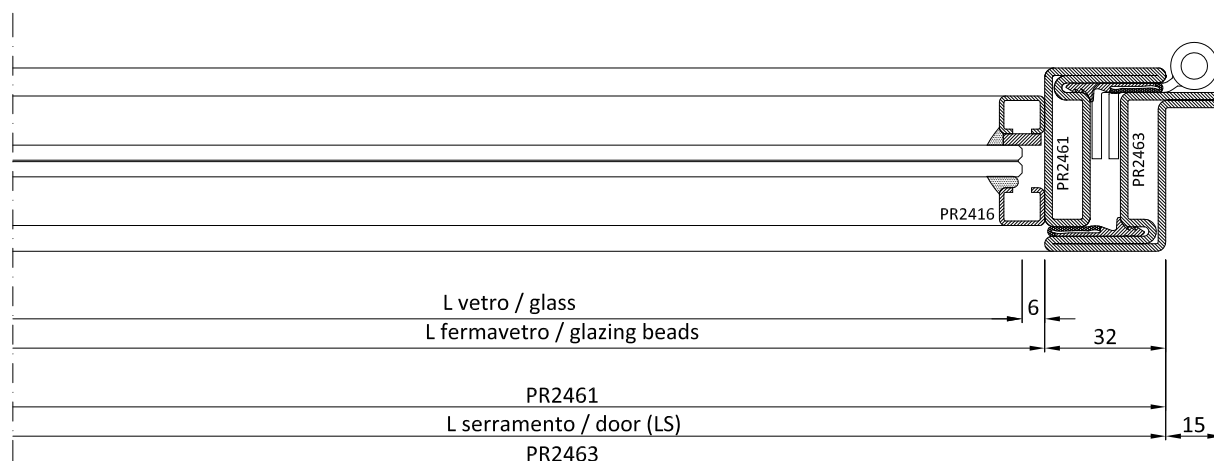 PR2461
PR2463
PR2416
L vetro / glass
6
L fermavetro / glazing beads
32
PR2461
L serramento / door (LS)
15
PR2463